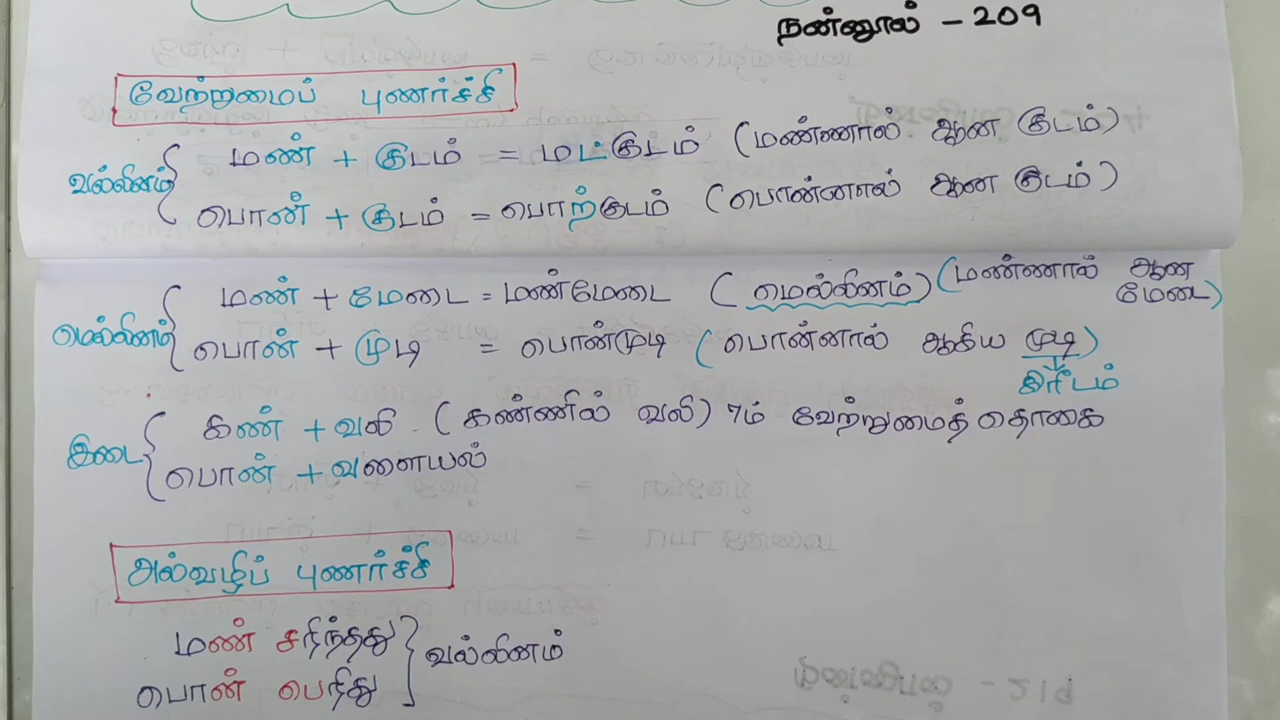 நன்னூல் - 209
வேற்றுமைப் புணர்ச்சி
வல்லினம்
மண் + குடம் = மட்குடம் (மண்ணால் ஆன குடம்)
பொன் + குடம் = பொற்குடம் (பொன்னால் ஆன குடம்)
மெல்லினம்
மண் + மேடை = மண்மேடை (மெல்லினம்) (மண்ணால் ஆன மேடை)
பொன் + முடி = பொன்முடி (பொன்னால் ஆகிய முடி)
கிரீடம்
இடை
கண் + வலி . (கண்ணில் வலி) 7ம் வேற்றுமைத் தொகை
பொன் + வளையல்
அல்வழிப் புணர்ச்சி
மண் சரிந்தது
பொன் பெரிது
வல்லினம்